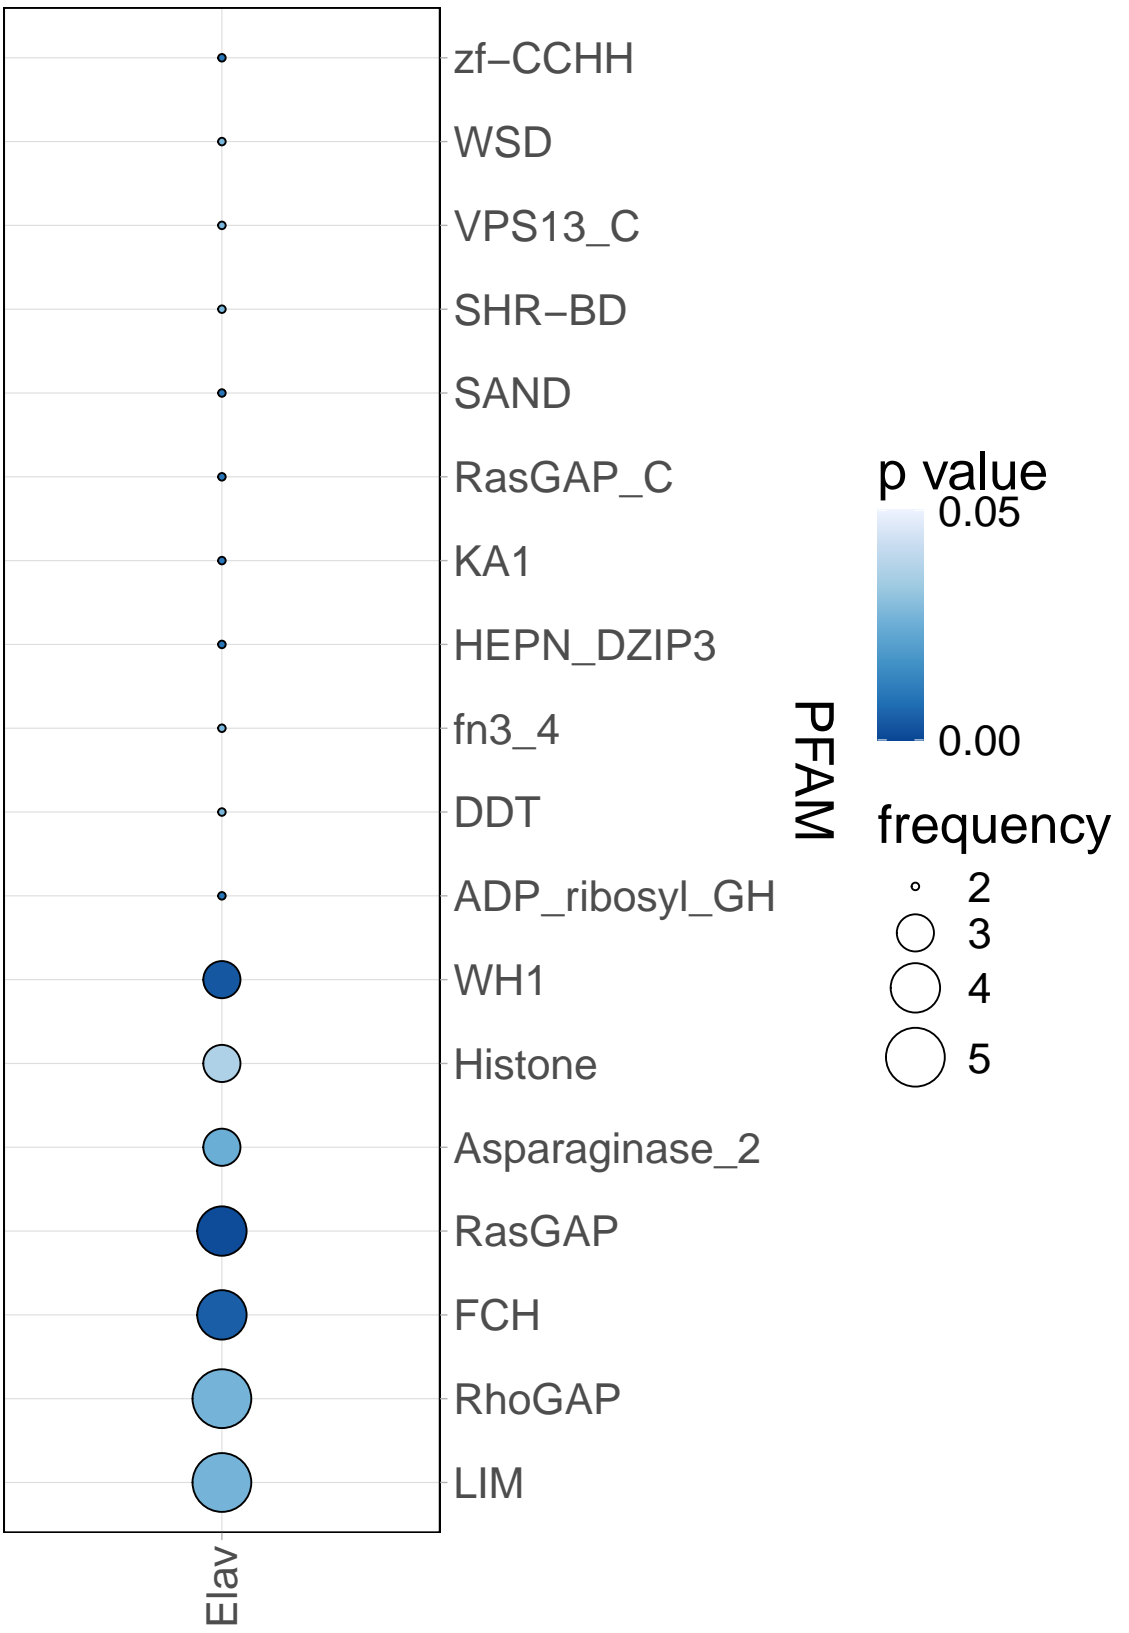 zf−CCHH
WSD
VPS13_C
SHR−BD
SAND
RasGAP_C
KA1
HEPN_DZIP3
fn3_4
DDT
ADP_ribosyl_GH
WH1
Histone
Asparaginase_2
RasGAP
FCH
RhoGAP
LIM
Elav
PFAM
p value
0.05
0.00
frequency
2
3
4
5